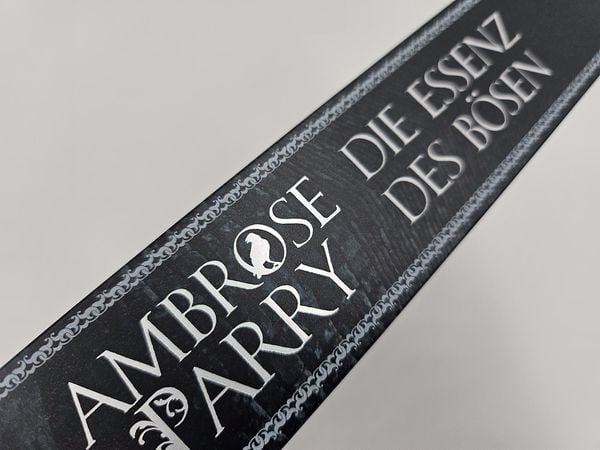 AMBROSE
PARRY
DIE ESSENZ
DES BÖSEN